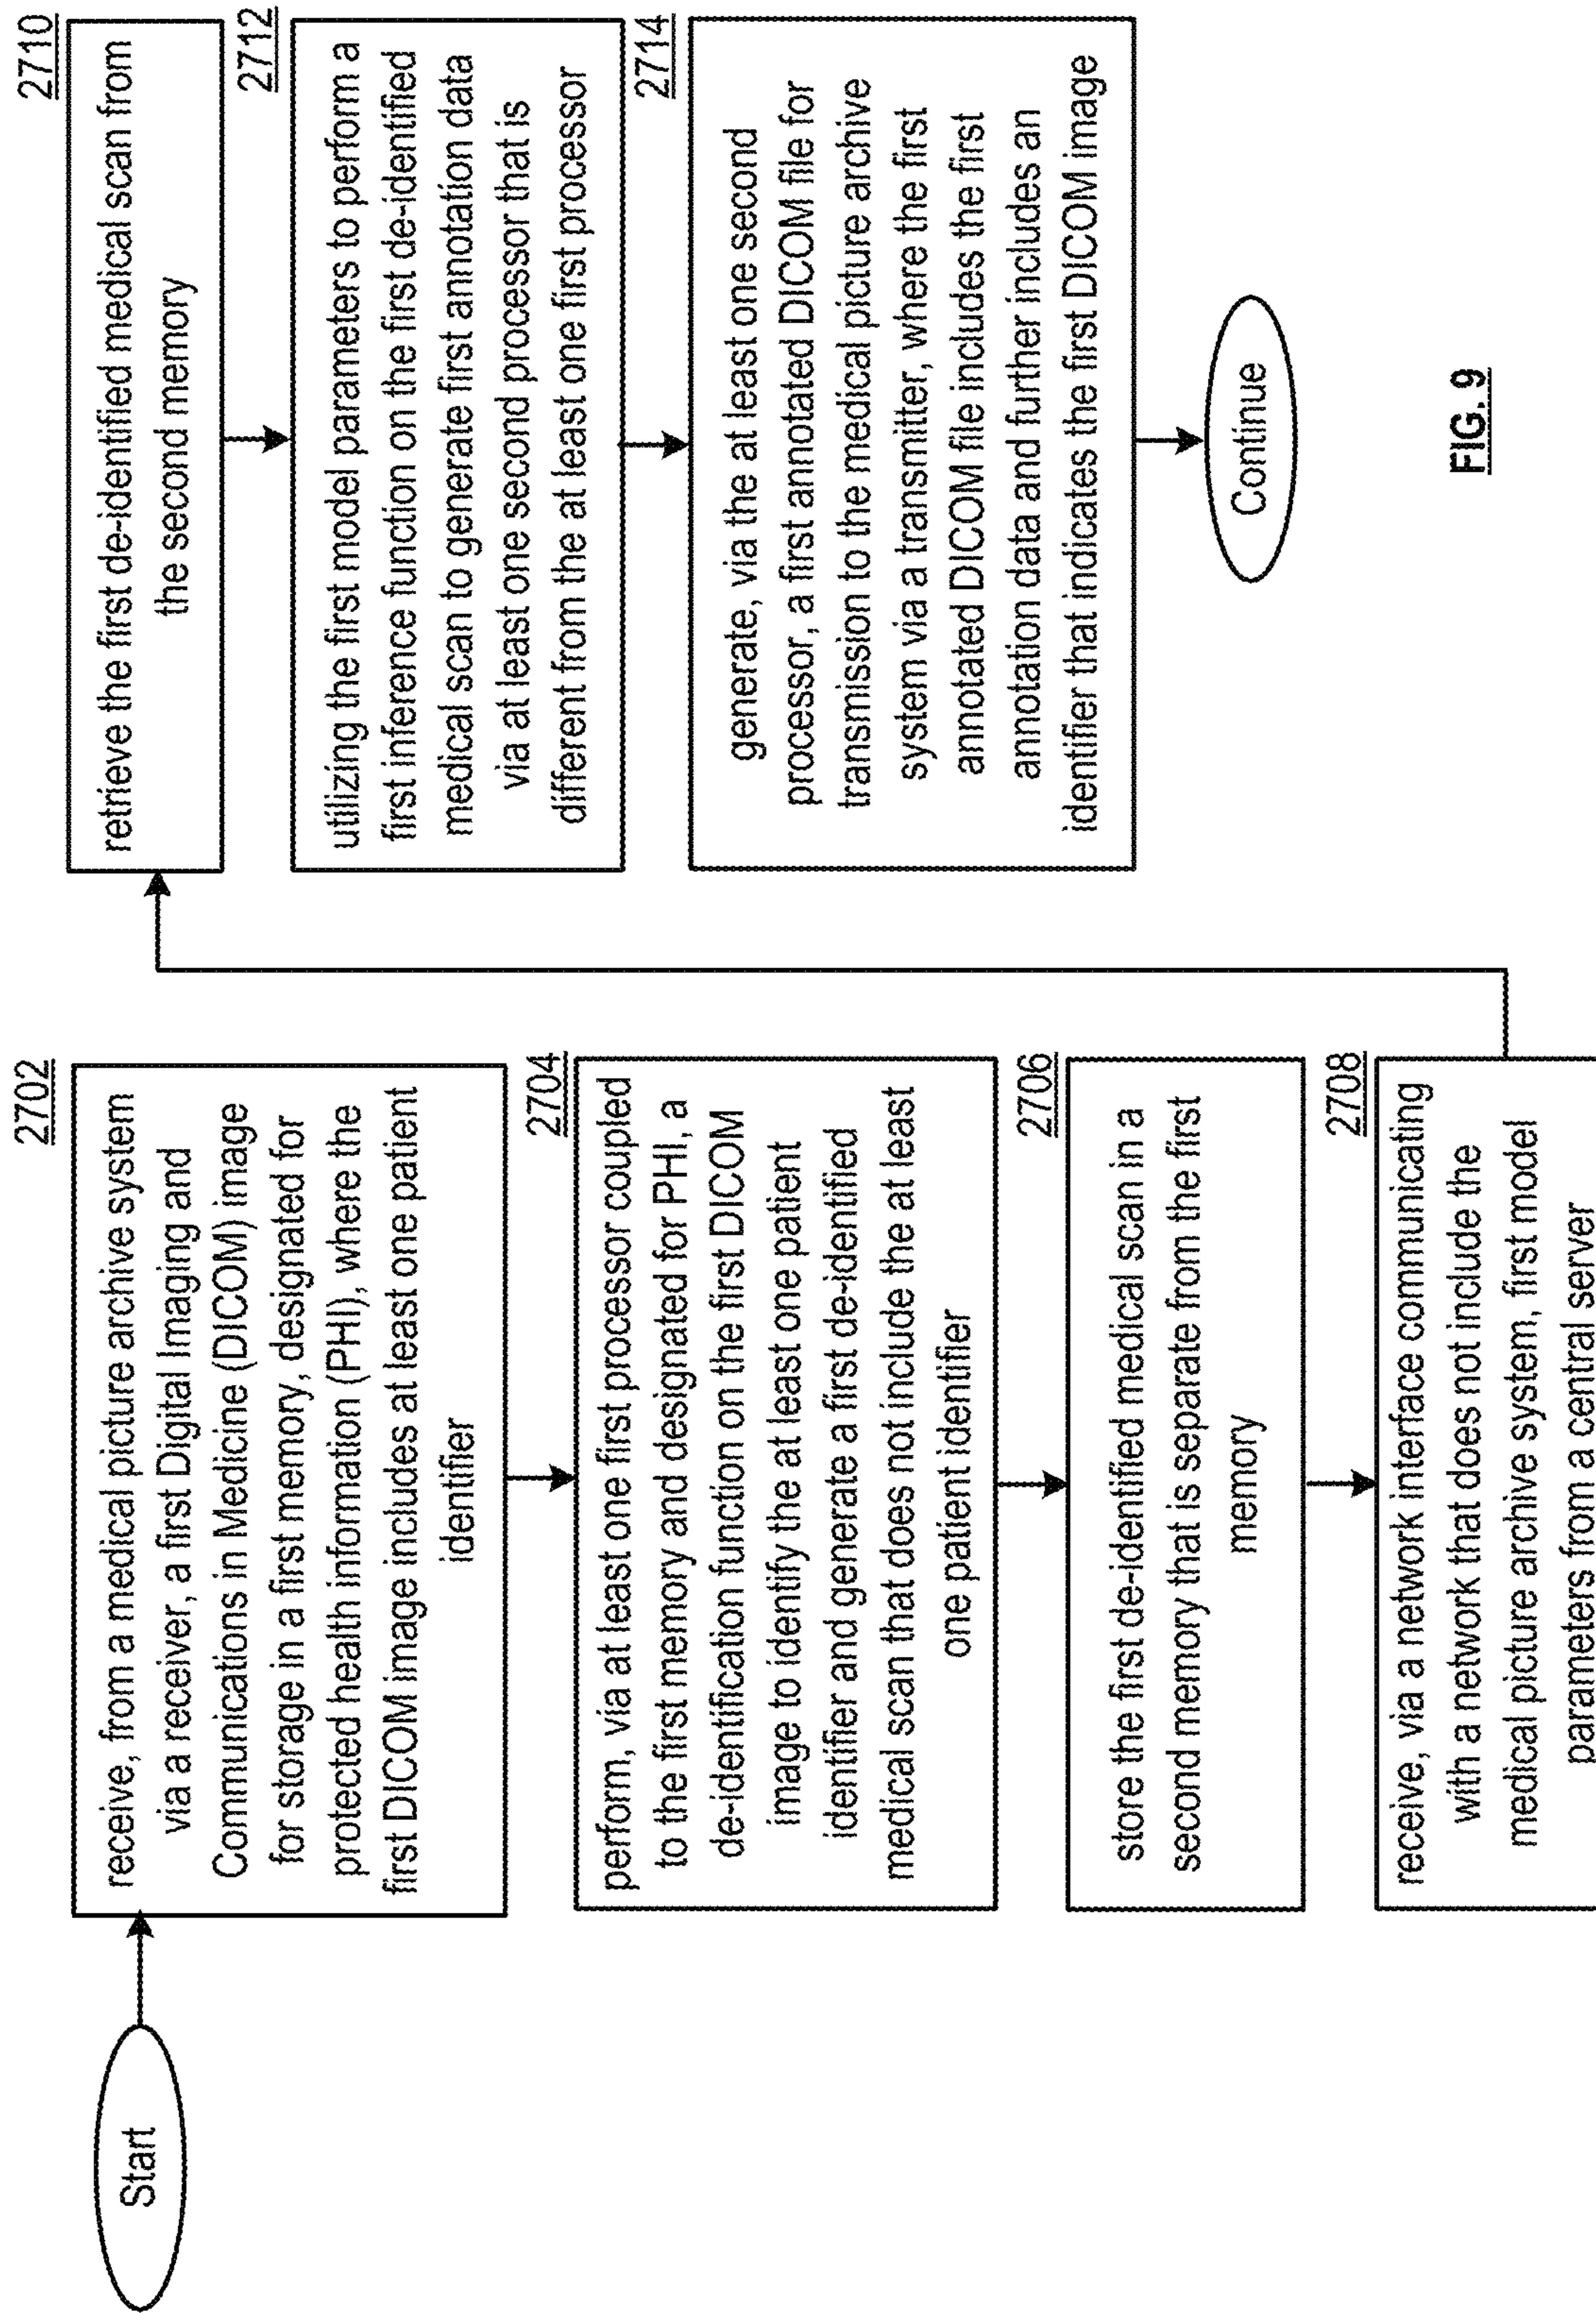 Start
2702
receive, from a medical picture archive system
via a receiver, a first Digital Imaging and
Communications in Medicine (DICOM) image
for storage in a first memory, designated for
protected health information (PHI), where the
first DICOM image includes at least one patient
identifier
2704
perform, via at least one first processor coupled
to the first memory and designated for PHI, a
de-identification function on the first DICOM
image to identify the at least one patient
identifier and generate a first de-identified
medical scan that does not include the at least
one patient identifier
2706
store the first de-identified medical scan in a
second memory that is separate from the first
memory
2708
receive, via a network interface communicating
with a network that does not include the
medical picture archive system, first model
parameters from a central server
2710
retrieve the first de-identified medical scan from
the second memory
2712
utilizing the first model parameters to perform a
first inference function on the first de-identified
medical scan to generate first annotation data
via at least one second processor that is
different from the at least one first processor
2714
generate, via the at least one second
processor, a first annotated DICOM file for
transmission to the medical picture archive
system via a transmitter, where the first
annotated DICOM file includes the first
annotation data and further includes an
identifier that indicates the first DICOM image
Continue
FIG. 9